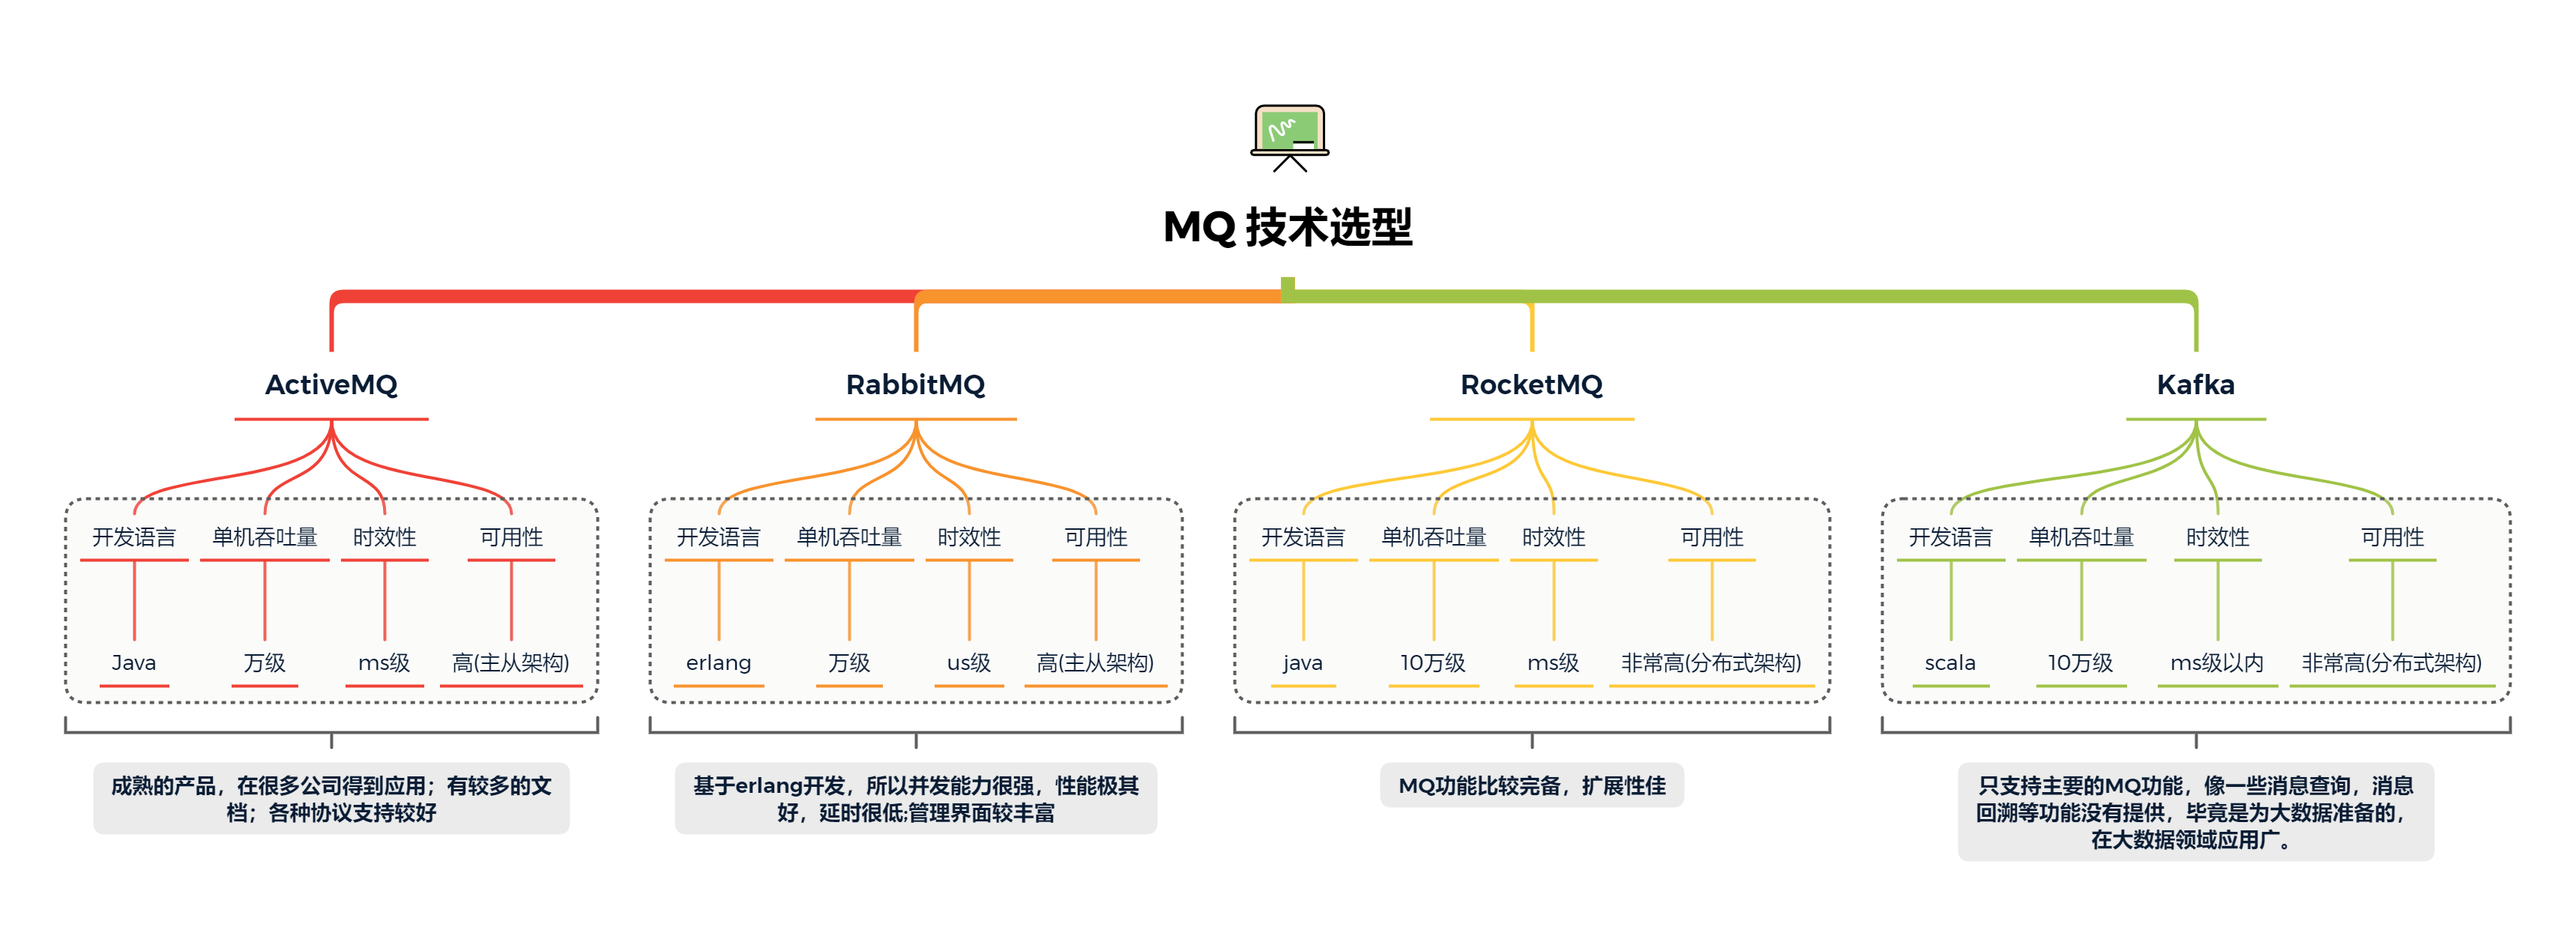 MQ 技术选型
ActiveMQ
RabbitMQ
RocketMQ
Kafka
开发语言
单机吞吐量
时效性
可用性
Java
万级
ms级
高(主从架构)
成熟的产品，在很多公司得到应用；有较多的文
档；各种协议支持较好
开发语言
单机吞吐量
时效性
可用性
erlang
万级
us级
高(主从架构)
基于erlang开发，所以并发能力很强，性能极其
好，延时很低;管理界面较丰富
开发语言
单机吞吐量
时效性
可用性
java
10万级
ms级
非常高(分布式架构)
MQ功能比较完备，扩展性佳
开发语言
单机吞吐量
时效性
可用性
scala
10万级
ms级以内
非常高(分布式架构)
只支持主要的MQ功能，像一些消息查询，消息
回溯等功能没有提供，毕竟是为大数据准备的，
在大数据领域应用广。